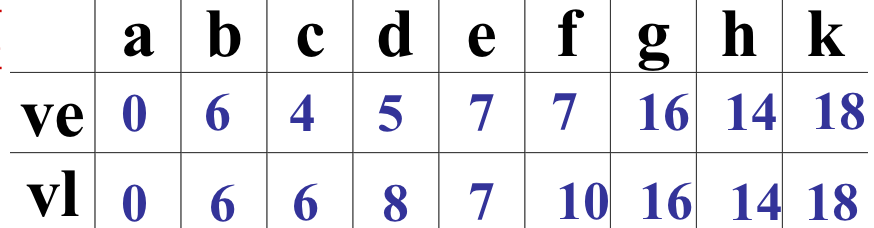 a b c d e f g h k
ve 0 6 4 5 7 7 16 14 18
vl 0 6 6 8 7 10 16 14 18